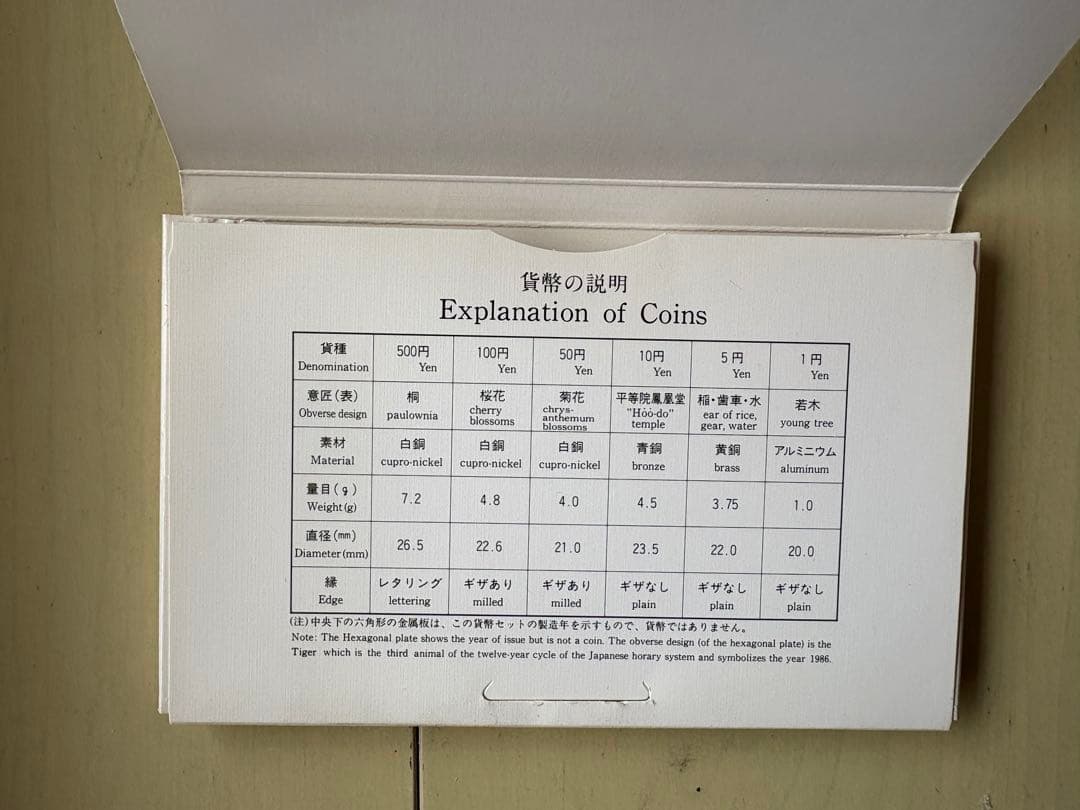 貨幣の説明
Explanation of Coins
貨種 500円 100円 50円 10円 5円 1円
Denomination Yen Yen Yen Yen Yen Yen
意匠(表) 桐 桜花 菊花 平等院鳳凰堂 稲・歯車・水 若木
Obverse design paulownia cherry blossoms chrys-anthemum blossoms "Hōō-do" temple ear of rice, gear, water young tree
素材 白銅 白銅 白銅 青銅 黄銅 アルミニウム
Material cupro-nickel cupro-nickel cupro-nickel bronze brass aluminum
量目(g) 7.2 4.8 4.0 4.5 3.75 1.0
Weight(g)
直径(mm) 26.5 22.6 21.0 23.5 22.0 20.0
Diameter(mm)
縁 レタリング ギザあり ギザあり ギザなし ギザなし ギザなし
Edge lettering milled milled plain plain plain
(注)中央下の六角形の金属板は、この貨幣セットの製造年を示すもので、貨幣ではありません。
Note: The Hexagonal plate shows the year of issue but is not a coin. The obverse design (of the hexagonal plate) is the
Tiger which is the third animal of the twelve-year cycle of the Japanese horary system and symbolizes the year 1986.